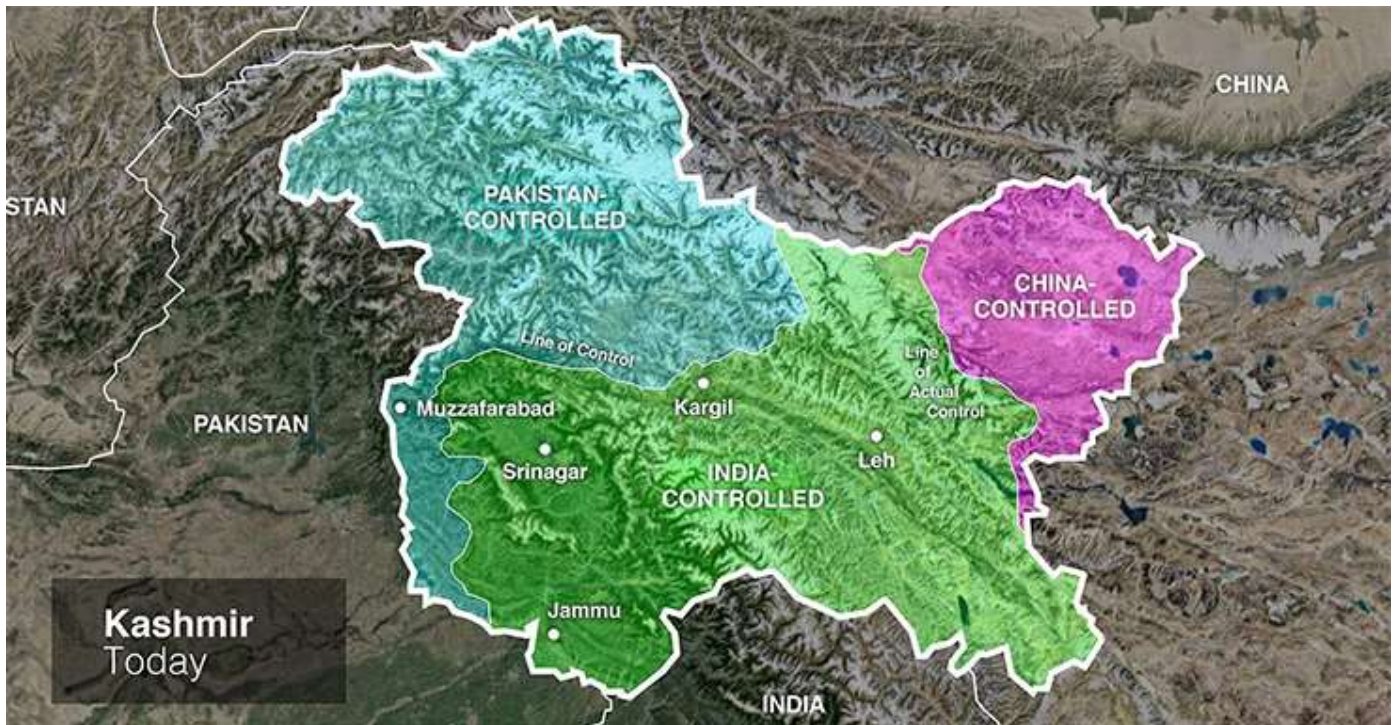 CHINA
STAN
PAKISTAN-
CONTROLLED
CHINA-
CONTROLLED
Line of Control
Line
of
Actual
Control
Kargil
Muzzafarabad
PAKISTAN
Srinagar
Leh
INDIA-
CONTROLLED
Jammu
Kashmir
Today
INDIA